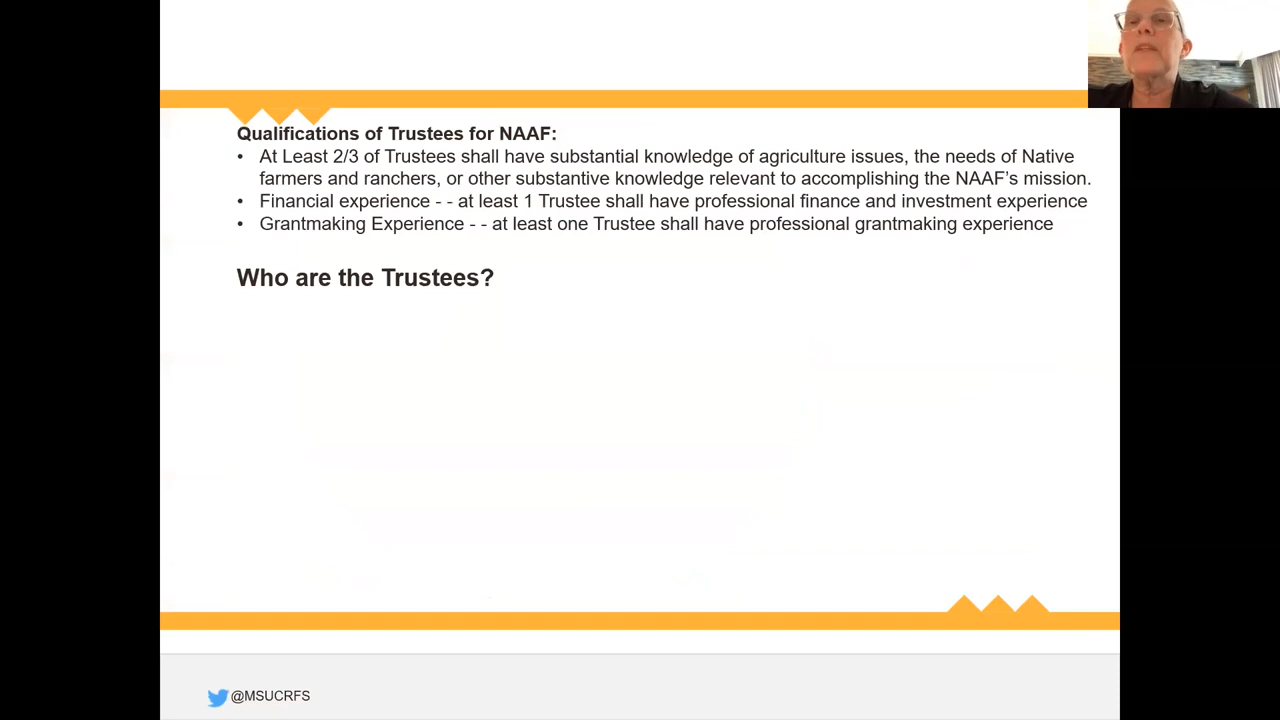 Qualifications of Trustees for NAAF:
• At Least 2/3 of Trustees shall have substantial knowledge of agriculture issues, the needs of Native
farmers and ranchers, or other substantive knowledge relevant to accomplishing the NAAF’s mission.
• Financial experience - - at least 1 Trustee shall have professional finance and investment experience
• Grantmaking Experience - - at least one Trustee shall have professional grantmaking experience
Who are the Trustees?
@MSUCRFS